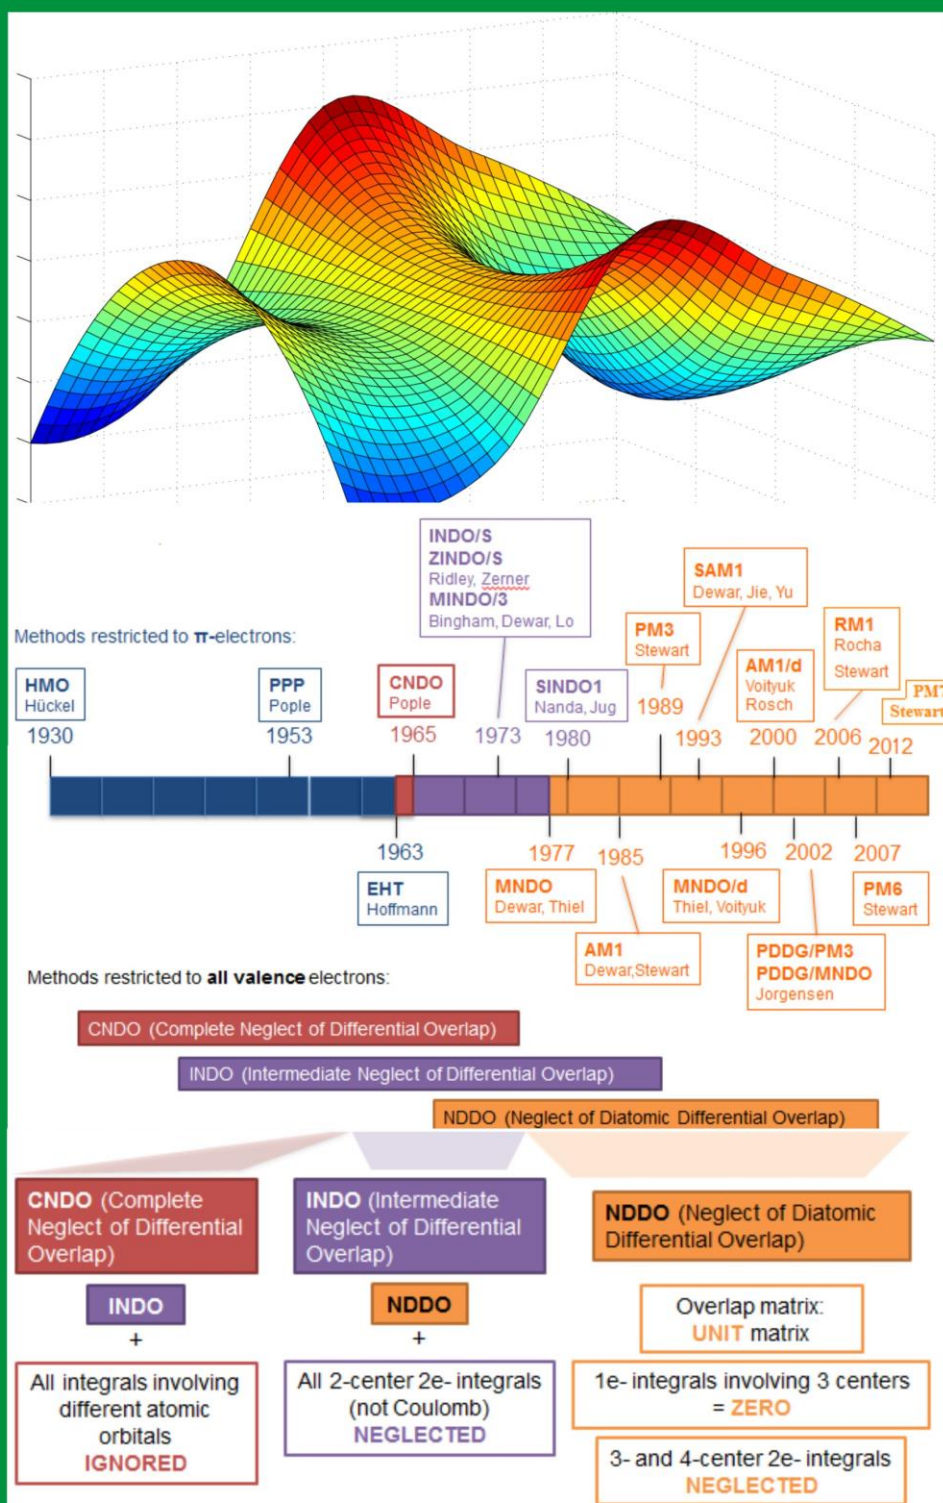 INDO/S
ZINDO/S
Ridley, Zerner
MINDO/3
Bingham, Dewar, Lo
SAM1
Dewar, Jie, Yu
Methods restricted to π-electrons:
PM3
Stewart
RM1
Rocha
Stewart
HMO
Hückel
1930
PPP
Pople
1953
CNDO
Pople
1965
1973
SINDO1
Nanda, Jug
1980
1989
1993
AM1/d
Voityuk
Rosch
2000
2006
PM7
Stewart
2012
1963
EHT
Hoffmann
1977
MNDO
Dewar, Thiel
1985
AM1
Dewar,Stewart
1996
MNDO/d
Thiel, Voityuk
2002
PDDG/PM3
PDDG/MNDO
Jorgensen
2007
PM6
Stewart
Methods restricted to all valence electrons:
CNDO (Complete Neglect of Differential Overlap)
INDO (Intermediate Neglect of Differential Overlap)
NDDO (Neglect of Diatomic Differential Overlap)
CNDO (Complete
Neglect of Differential
Overlap)
INDO
+
All integrals involving
different atomic
orbitals
IGNORED
INDO (Intermediate
Neglect of Differential
Overlap)
NDDO
+
All 2-center 2e- integrals
(not Coulomb)
NEGLECTED
NDDO (Neglect of Diatomic
Differential Overlap)
Overlap matrix:
UNIT matrix
1e- integrals involving 3 centers
= ZERO
3- and 4-center 2e- integrals
NEGLECTED